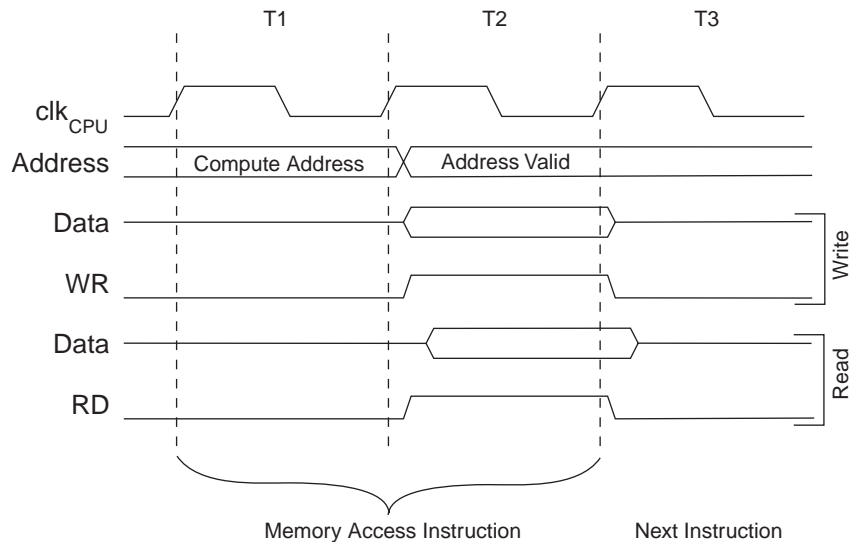 T1 T2 T3
clkCPU
Address Compute Address Address Valid
Data
WR
Write
Data
RD
Read
Memory Access Instruction Next Instruction